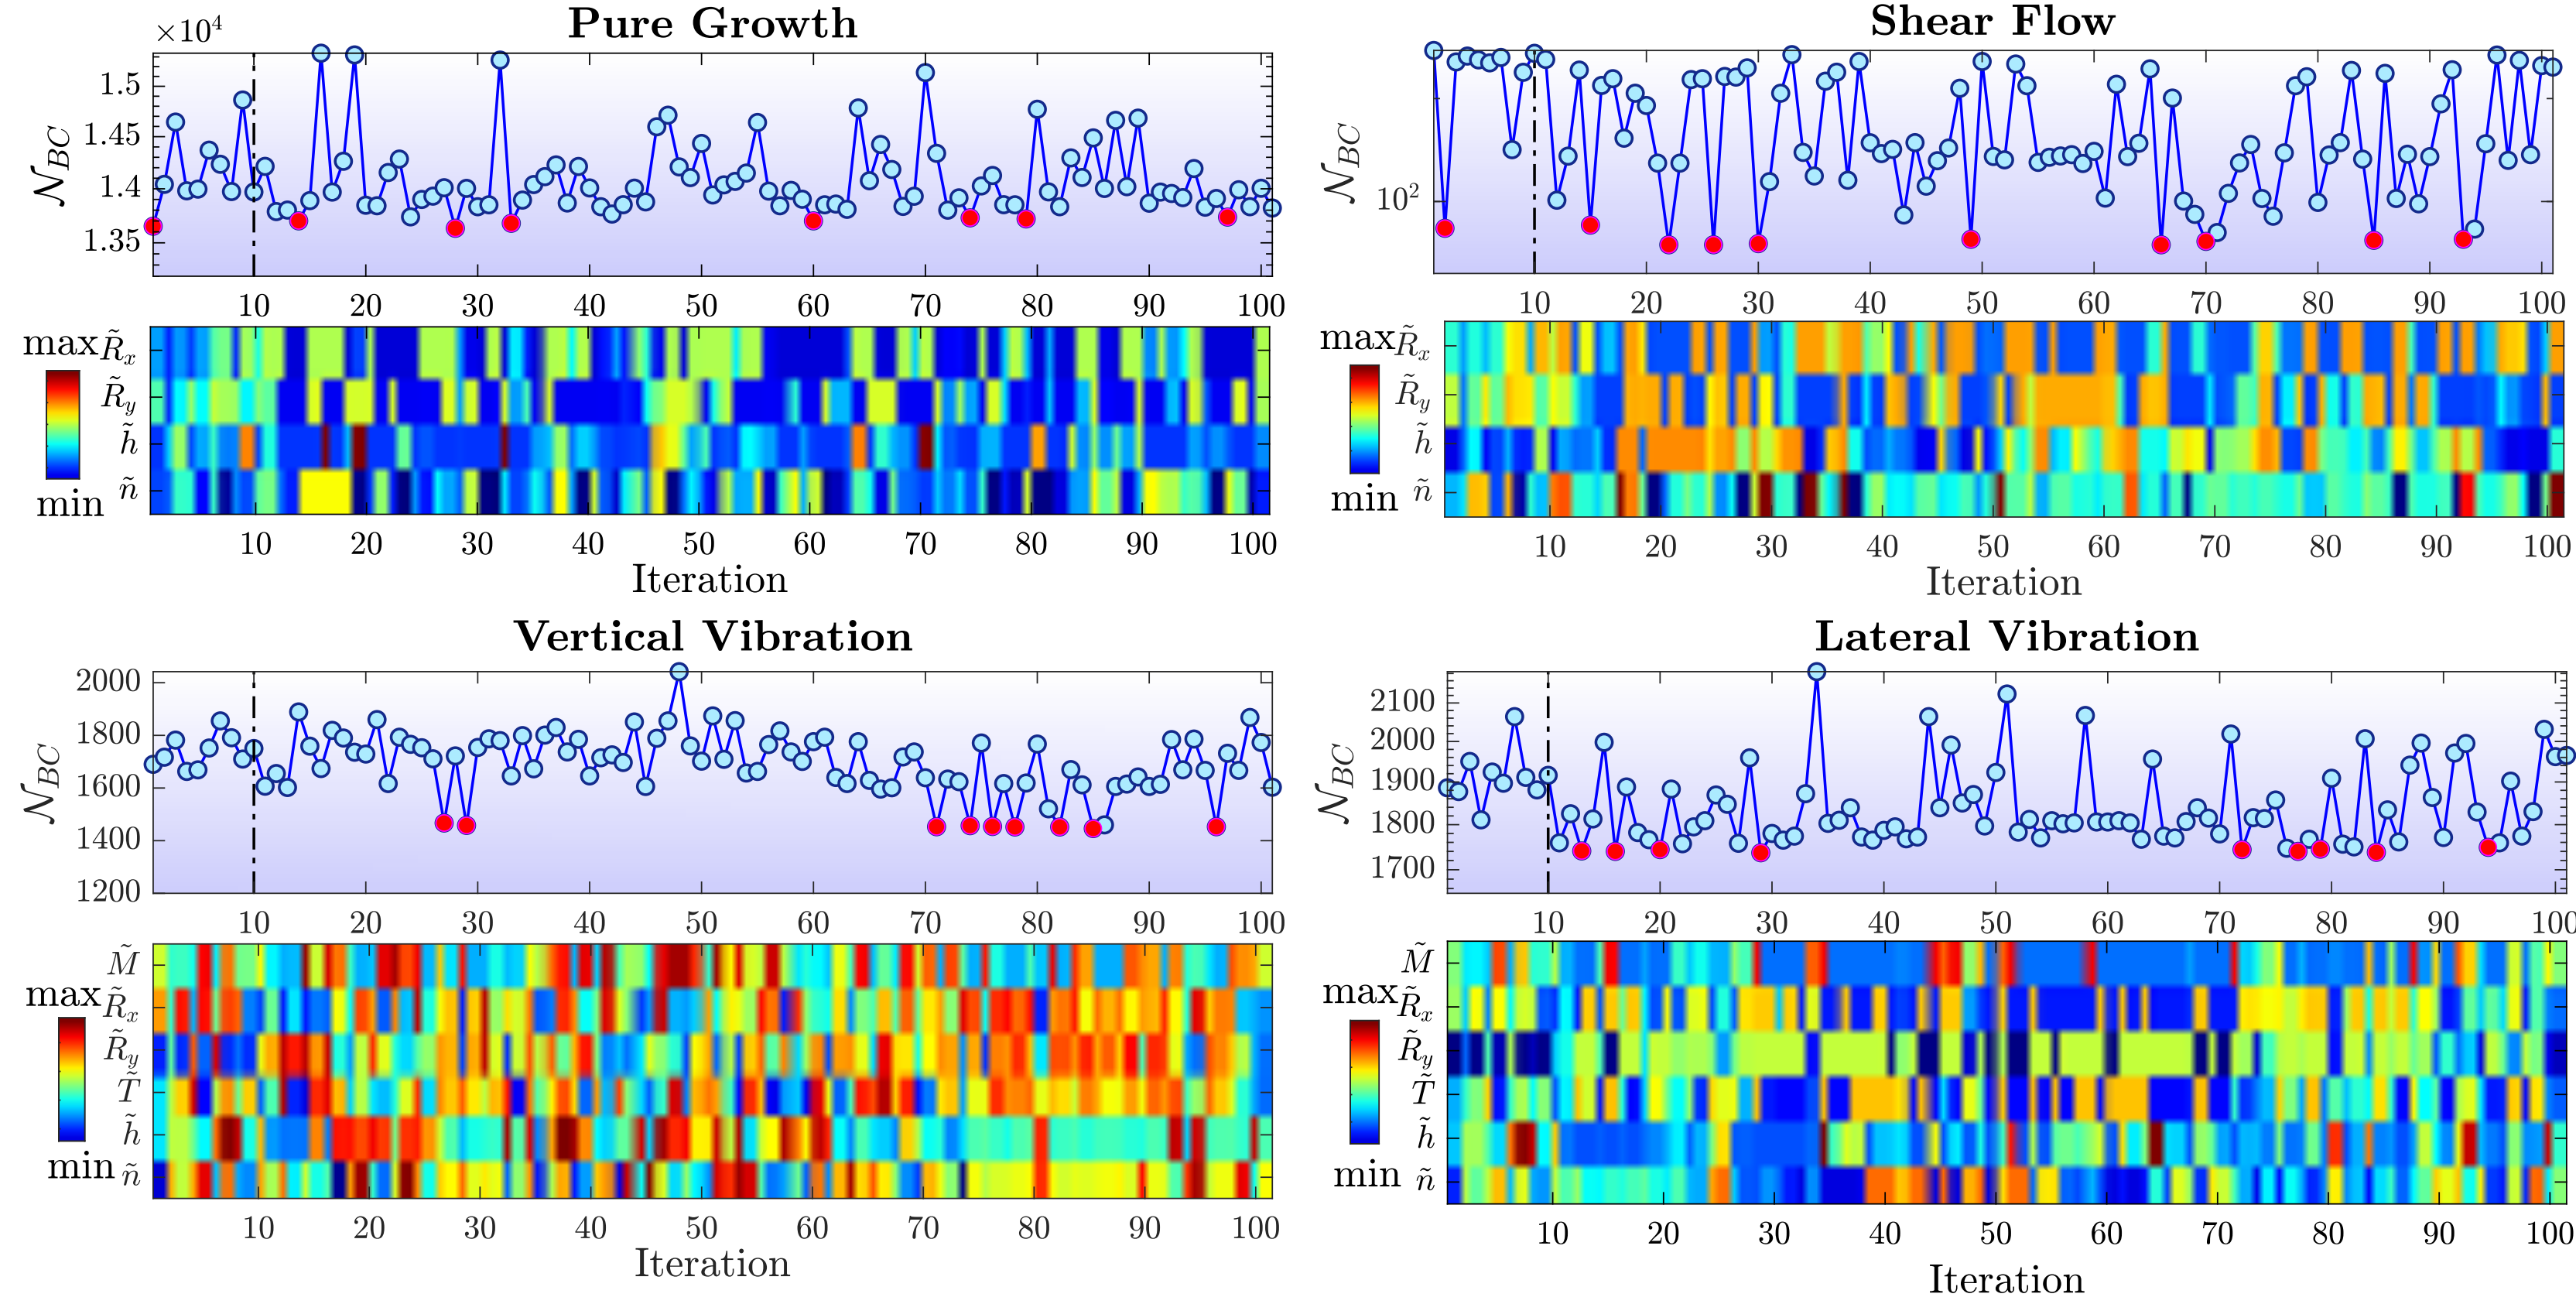 Pure Growth
×10⁴
1.5
1.45
1.4
1.35
𝒩_BC
10 20 30 40 50 60 70 80 90 100
max
min
R̃_x
R̃_y
h̃
ñ
10 20 30 40 50 60 70 80 90 100
Iteration
Shear Flow
10²
𝒩_BC
10 20 30 40 50 60 70 80 90 100
max
min
R̃_x
R̃_y
h̃
ñ
10 20 30 40 50 60 70 80 90 100
Iteration
Vertical Vibration
2000
1800
1600
1400
1200
𝒩_BC
10 20 30 40 50 60 70 80 90 100
max
min
M̃
R̃_x
R̃_y
T̃
h̃
ñ
10 20 30 40 50 60 70 80 90 100
Iteration
Lateral Vibration
2100
2000
1900
1800
1700
𝒩_BC
10 20 30 40 50 60 70 80 90 100
max
min
M̃
R̃_x
R̃_y
T̃
h̃
ñ
10 20 30 40 50 60 70 80 90 100
Iteration